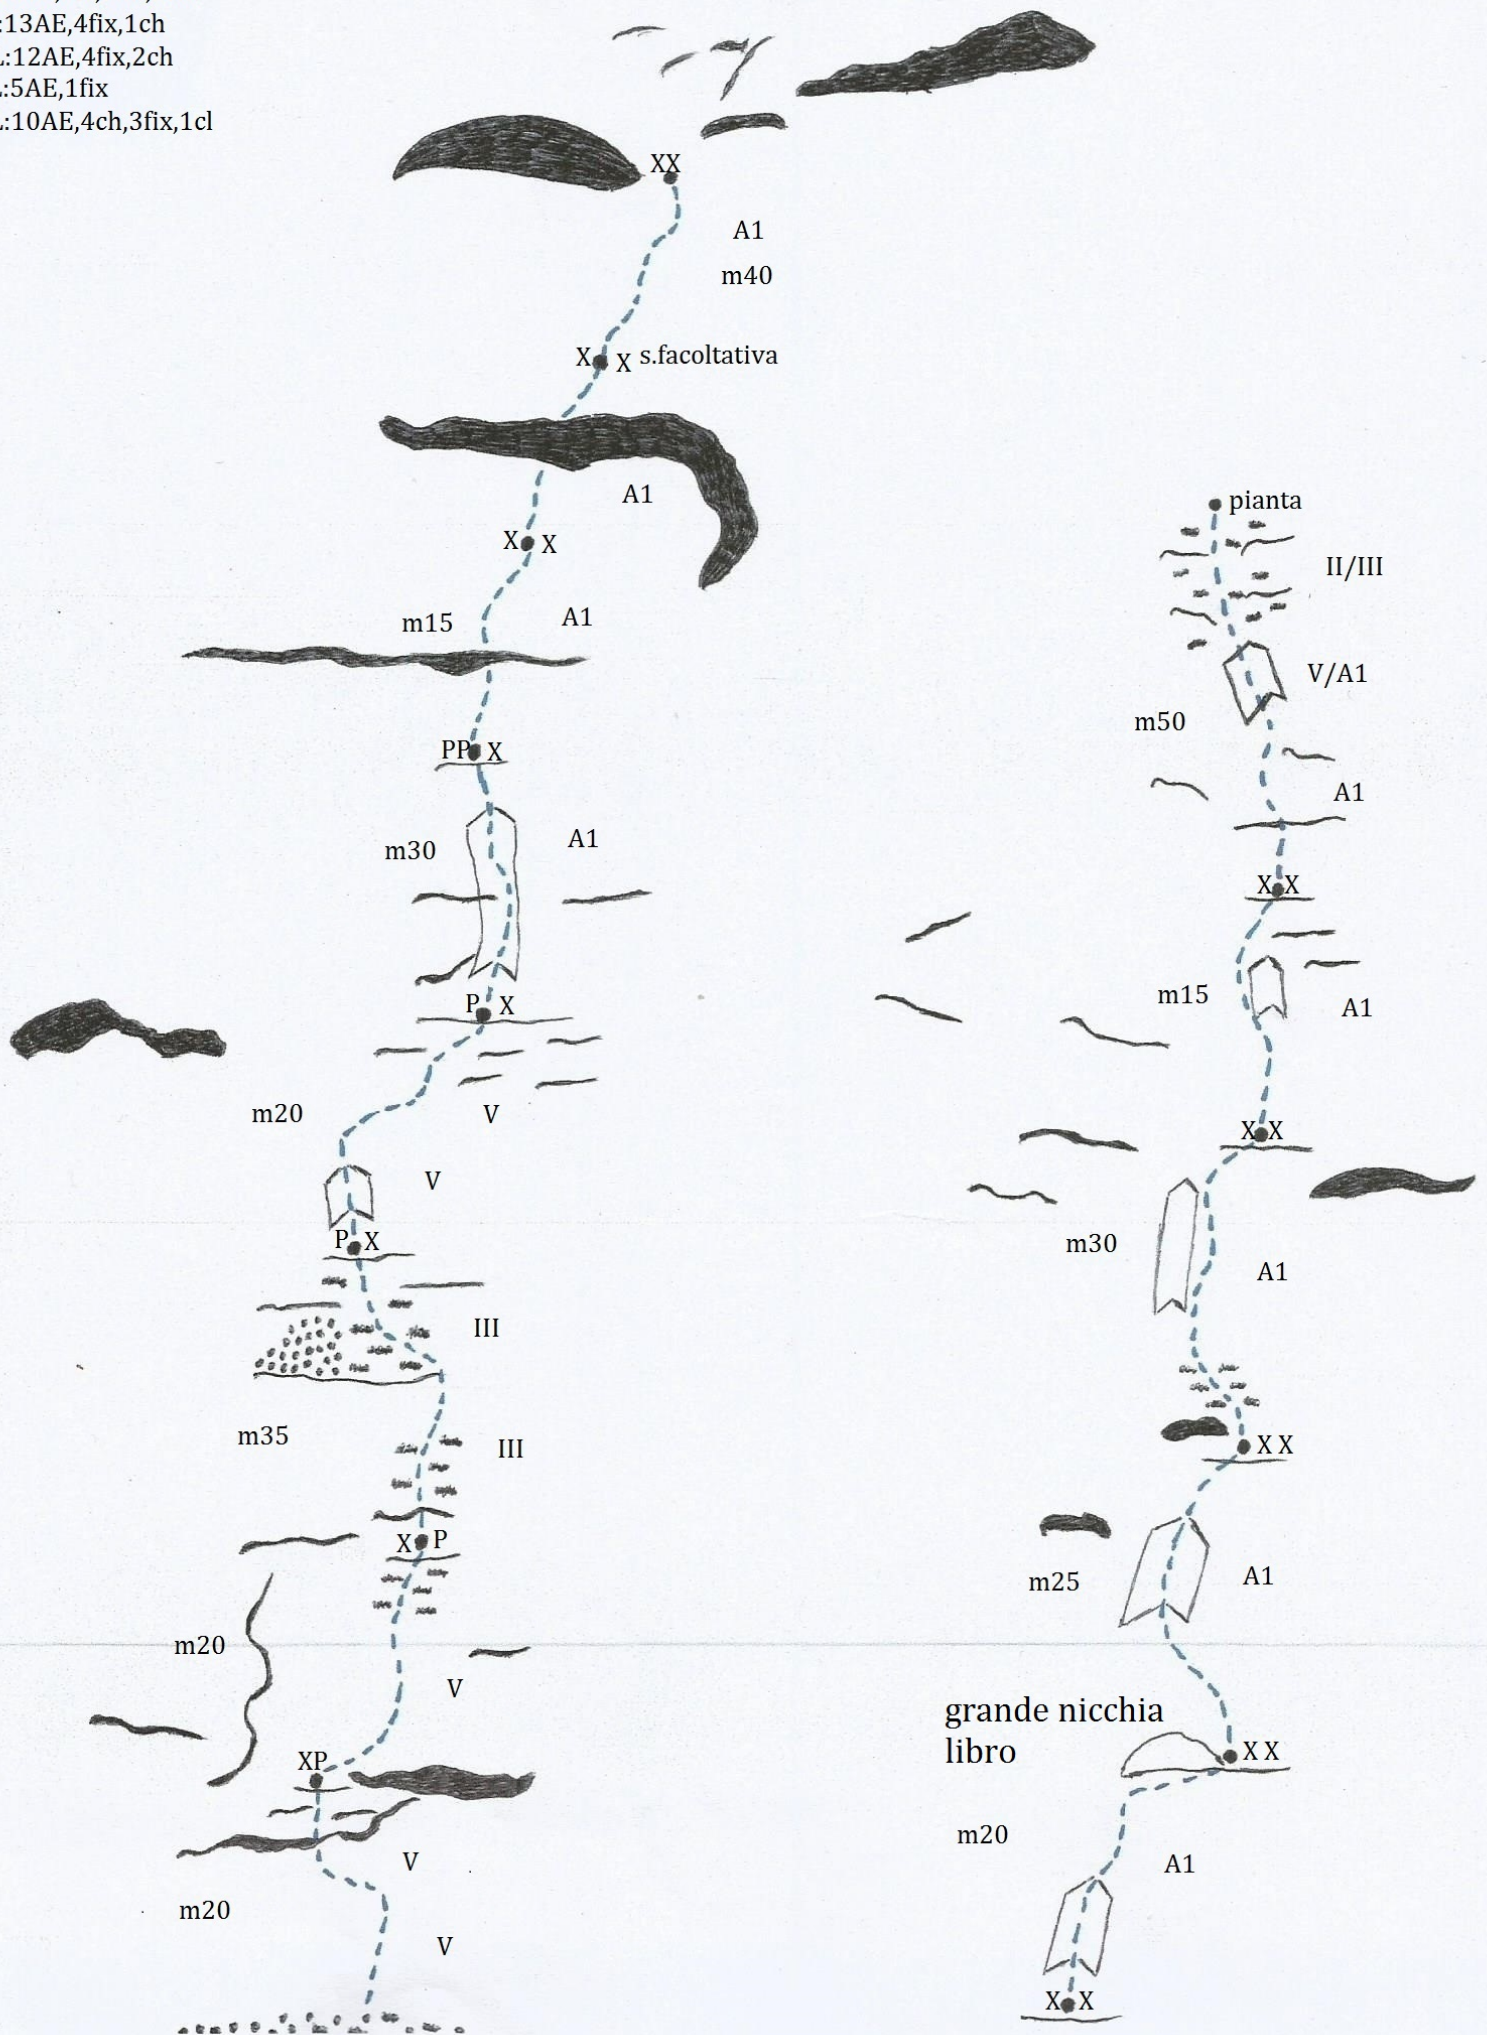 :13AE,4fix,1ch
L:12AE,4fix,2ch
:5AE,1fix
L:10AE,4ch,3fix,1cl
XX
A1
m40
X X s.facoltativa
A1
X X
m15 A1
PP X
m30 A1
P X
m20 V
V
P X
III
m35
III
X P
m20
V
XP
V
m20
V
pianta
II/III
V/A1
m50
A1
X X
m15
A1
X X
m30
A1
X X
m25 A1
grande nicchia
libro
X X
m20
A1
X X